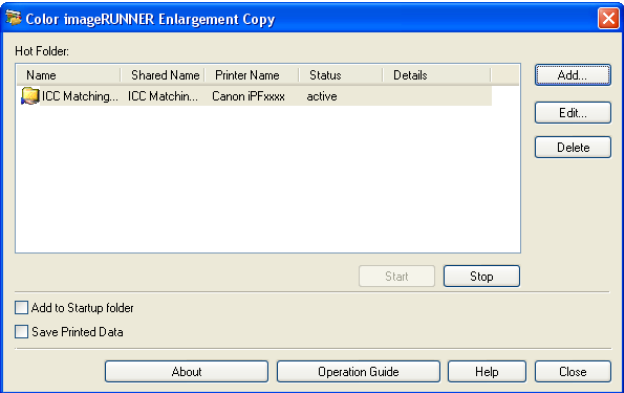 Color imageRUNNER Enlargement Copy
Hot Folder:
Name Shared Name Printer Name Status Details
ICC Matching... ICC Matchin... Canon iPFxxxx active
Add...
Edit...
Delete
Start Stop
Add to Startup folder
Save Printed Data
About Operation Guide Help Close